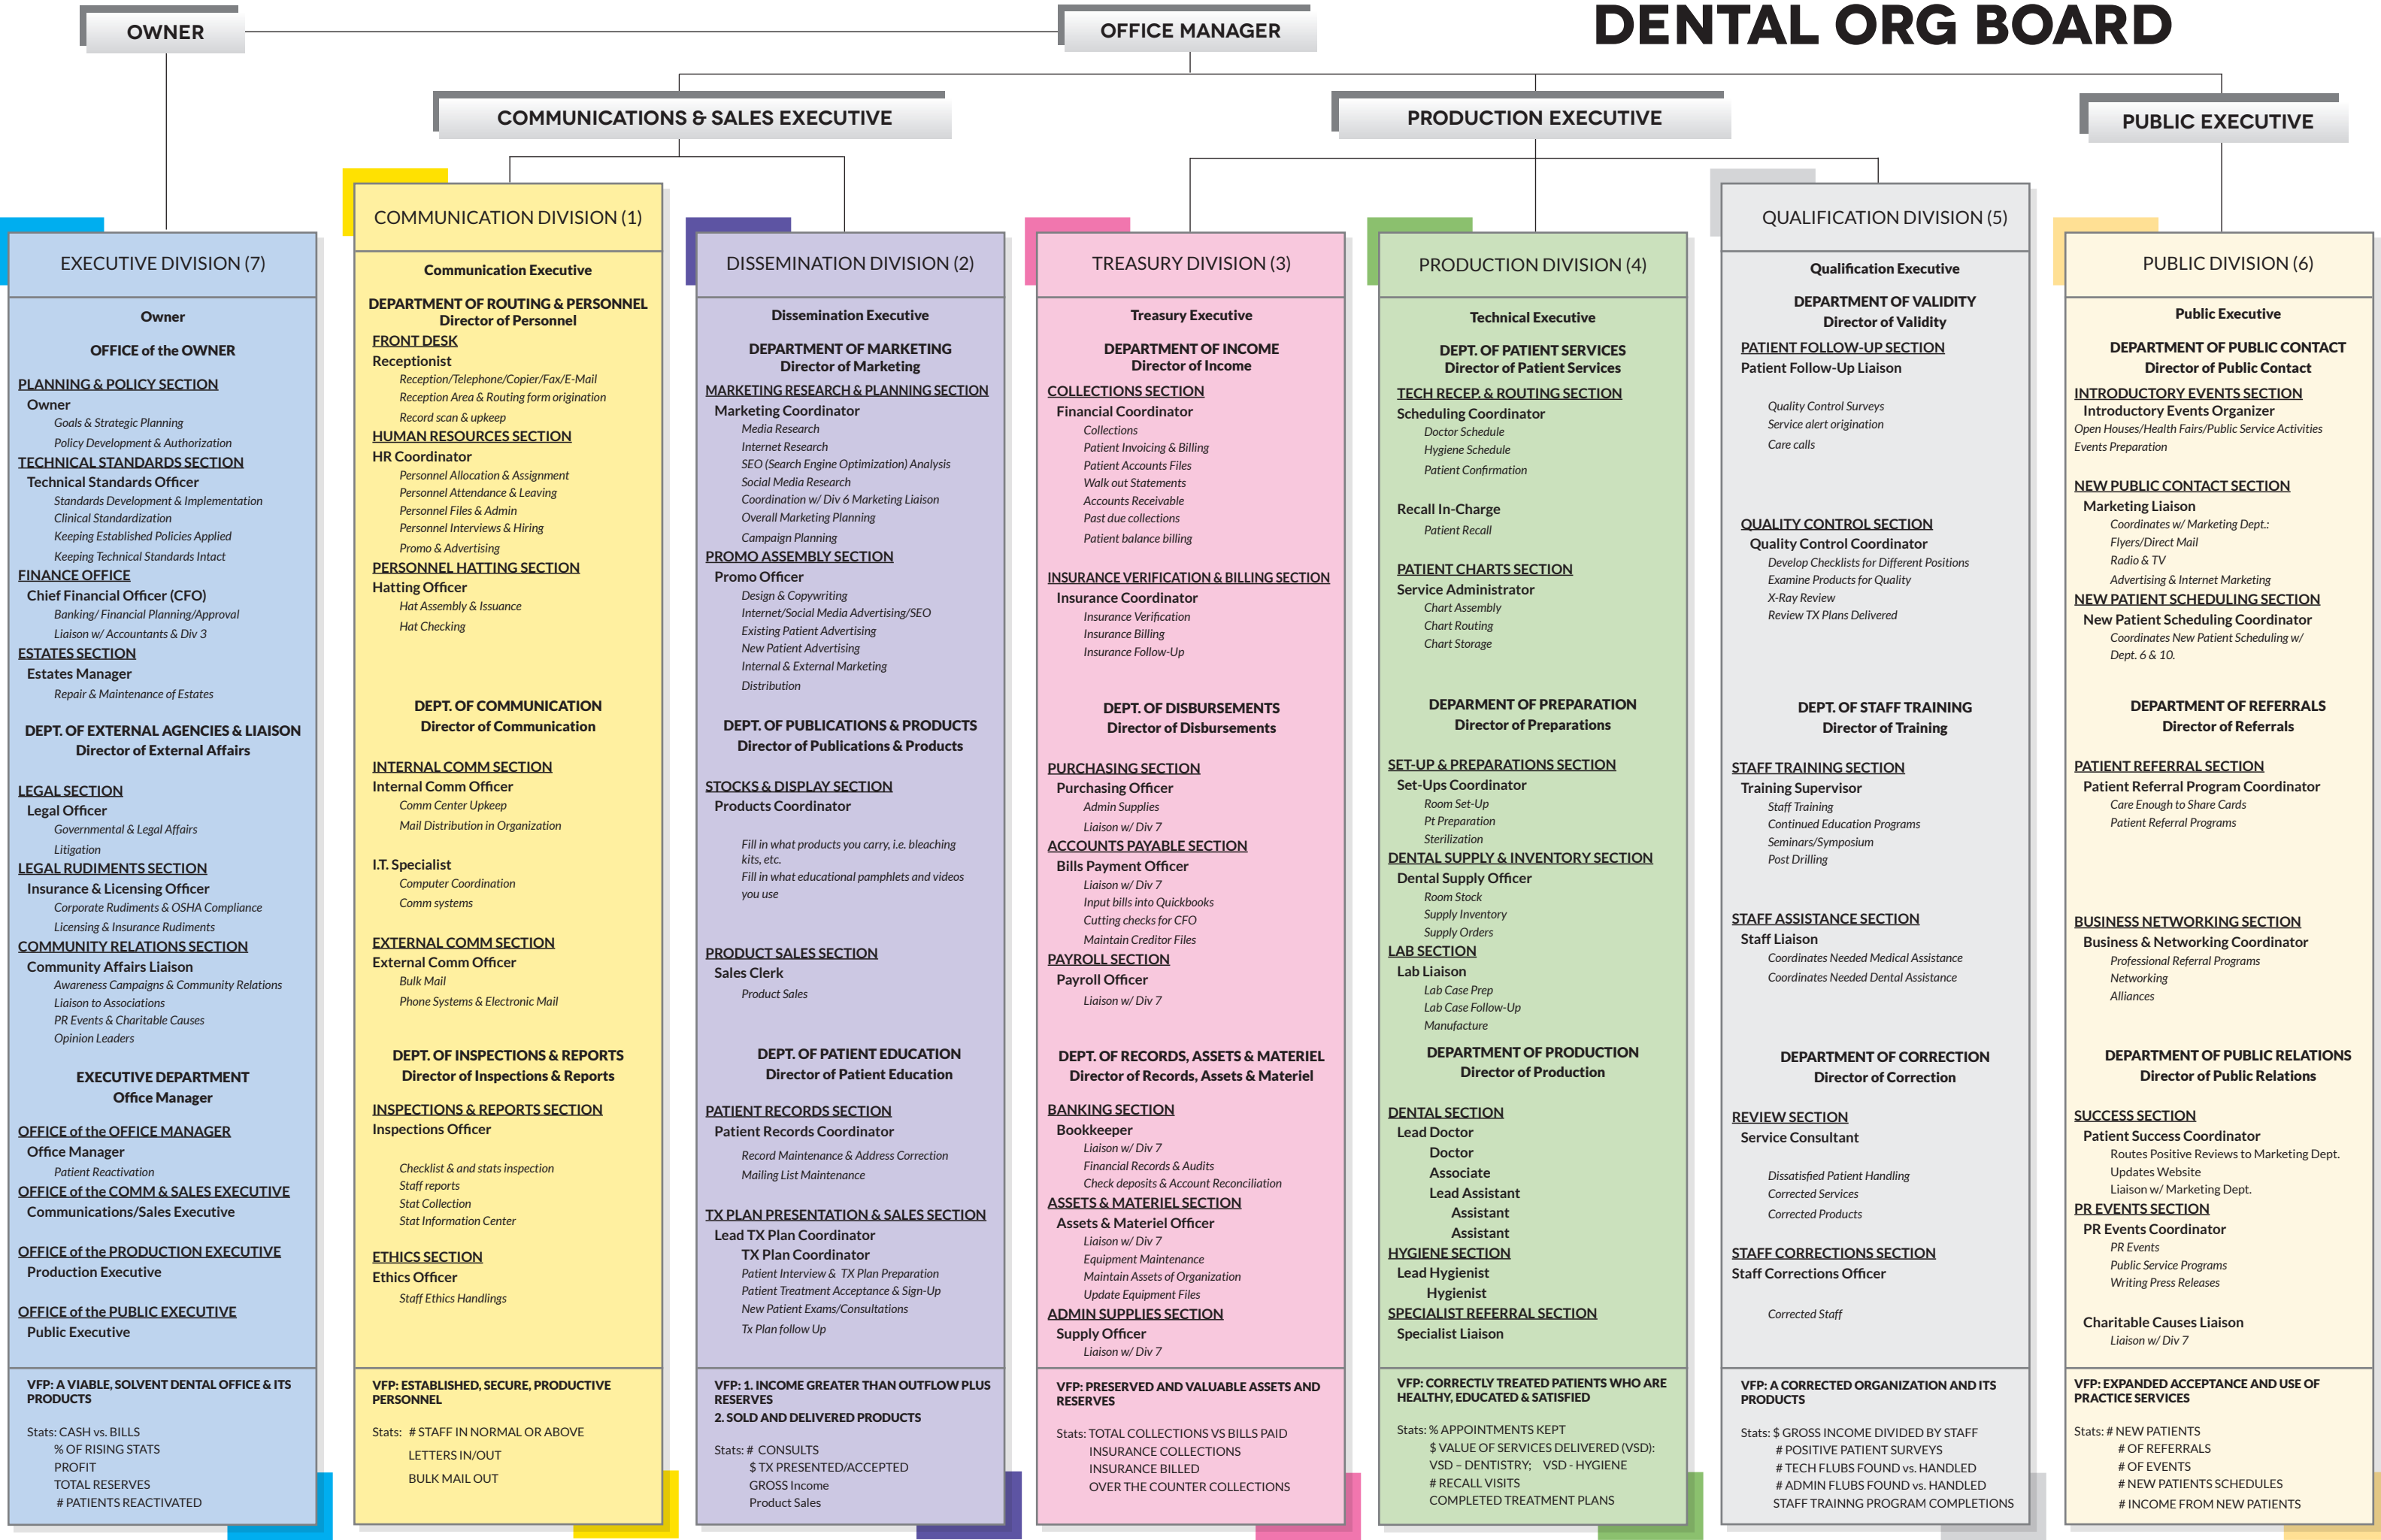 DENTAL ORG BOARD
OWNER
OFFICE MANAGER
COMMUNICATIONS & SALES EXECUTIVE
PRODUCTION EXECUTIVE
PUBLIC EXECUTIVE
EXECUTIVE DIVISION (7)
Owner
OFFICE of the OWNER
PLANNING & POLICY SECTION
Owner
Goals & Strategic Planning
Policy Development & Authorization
TECHNICAL STANDARDS SECTION
Technical Standards Officer
Standards Development & Implementation
Clinical Standardization
Keeping Established Policies Applied
Keeping Technical Standards Intact
FINANCE OFFICE
Chief Financial Officer (CFO)
Banking/ Financial Planning/Approval
Liaison w/ Accountants & Div 3
ESTATES SECTION
Estates Manager
Repair & Maintenance of Estates
DEPT. OF EXTERNAL AGENCIES & LIAISON
Director of External Affairs
LEGAL SECTION
Legal Officer
Governmental & Legal Affairs
Litigation
LEGAL RUDIMENTS SECTION
Insurance & Licensing Officer
Corporate Rudiments & OSHA Compliance
Licensing & Insurance Rudiments
COMMUNITY RELATIONS SECTION
Community Affairs Liaison
Awareness Campaigns & Community Relations
Liaison to Associations
PR Events & Charitable Causes
Opinion Leaders
EXECUTIVE DEPARTMENT
Office Manager
OFFICE of the OFFICE MANAGER
Office Manager
Patient Reactivation
OFFICE of the COMM & SALES EXECUTIVE
Communications/Sales Executive
OFFICE of the PRODUCTION EXECUTIVE
Production Executive
OFFICE of the PUBLIC EXECUTIVE
Public Executive
VFP: A VIABLE, SOLVENT DENTAL OFFICE & ITS
PRODUCTS
Stats: CASH vs. BILLS
% OF RISING STATS
PROFIT
TOTAL RESERVES
# PATIENTS REACTIVATED
COMMUNICATION DIVISION (1)
Communication Executive
DEPARTMENT OF ROUTING & PERSONNEL
Director of Personnel
FRONT DESK
Receptionist
Reception/Telephone/Copier/Fax/E-Mail
Reception Area & Routing form origination
Record scan & upkeep
HUMAN RESOURCES SECTION
HR Coordinator
Personnel Allocation & Assignment
Personnel Attendance & Leaving
Personnel Files & Admin
Personnel Interviews & Hiring
Promo & Advertising
PERSONNEL HATTING SECTION
Hatting Officer
Hat Assembly & Issuance
Hat Checking
DEPT. OF COMMUNICATION
Director of Communication
INTERNAL COMM SECTION
Internal Comm Officer
Comm Center Upkeep
Mail Distribution in Organization
I.T. Specialist
Computer Coordination
Comm systems
EXTERNAL COMM SECTION
External Comm Officer
Bulk Mail
Phone Systems & Electronic Mail
DEPT. OF INSPECTIONS & REPORTS
Director of Inspections & Reports
INSPECTIONS & REPORTS SECTION
Inspections Officer
Checklist & and stats inspection
Staff reports
Stat Collection
Stat Information Center
ETHICS SECTION
Ethics Officer
Staff Ethics Handlings
VFP: ESTABLISHED, SECURE, PRODUCTIVE
PERSONNEL
Stats: # STAFF IN NORMAL OR ABOVE
LETTERS IN/OUT
BULK MAIL OUT
DISSEMINATION DIVISION (2)
Dissemination Executive
DEPARTMENT OF MARKETING
Director of Marketing
MARKETING RESEARCH & PLANNING SECTION
Marketing Coordinator
Media Research
Internet Research
SEO (Search Engine Optimization) Analysis
Social Media Research
Coordination w/ Div 6 Marketing Liaison
Overall Marketing Planning
Campaign Planning
PROMO ASSEMBLY SECTION
Promo Officer
Design & Copywriting
Internet/Social Media Advertising/SEO
Existing Patient Advertising
New Patient Advertising
Internal & External Marketing
Distribution
DEPT. OF PUBLICATIONS & PRODUCTS
Director of Publications & Products
STOCKS & DISPLAY SECTION
Products Coordinator
Fill in what products you carry, i.e. bleaching
kits, etc.
Fill in what educational pamphlets and videos
you use
PRODUCT SALES SECTION
Sales Clerk
Product Sales
DEPT. OF PATIENT EDUCATION
Director of Patient Education
PATIENT RECORDS SECTION
Patient Records Coordinator
Record Maintenance & Address Correction
Mailing List Maintenance
TX PLAN PRESENTATION & SALES SECTION
Lead TX Plan Coordinator
TX Plan Coordinator
Patient Interview & TX Plan Preparation
Patient Treatment Acceptance & Sign-Up
New Patient Exams/Consultations
Tx Plan follow Up
VFP: 1. INCOME GREATER THAN OUTFLOW PLUS
RESERVES
2. SOLD AND DELIVERED PRODUCTS
Stats: # CONSULTS
$ TX PRESENTED/ACCEPTED
GROSS Income
Product Sales
TREASURY DIVISION (3)
Treasury Executive
DEPARTMENT OF INCOME
Director of Income
COLLECTIONS SECTION
Financial Coordinator
Collections
Patient Invoicing & Billing
Patient Accounts Files
Walk out Statements
Accounts Receivable
Past due collections
Patient balance billing
INSURANCE VERIFICATION & BILLING SECTION
Insurance Coordinator
Insurance Verification
Insurance Billing
Insurance Follow-Up
DEPT. OF DISBURSEMENTS
Director of Disbursements
PURCHASING SECTION
Purchasing Officer
Admin Supplies
Liaison w/ Div 7
ACCOUNTS PAYABLE SECTION
Bills Payment Officer
Liaison w/ Div 7
Input bills into Quickbooks
Cutting checks for CFO
Maintain Creditor Files
PAYROLL SECTION
Payroll Officer
Liaison w/ Div 7
DEPT. OF RECORDS, ASSETS & MATERIEL
Director of Records, Assets & Materiel
BANKING SECTION
Bookkeeper
Liaison w/ Div 7
Financial Records & Audits
Check deposits & Account Reconciliation
ASSETS & MATERIEL SECTION
Assets & Materiel Officer
Liaison w/ Div 7
Equipment Maintenance
Maintain Assets of Organization
Update Equipment Files
ADMIN SUPPLIES SECTION
Supply Officer
Liaison w/ Div 7
VFP: PRESERVED AND VALUABLE ASSETS AND
RESERVES
Stats: TOTAL COLLECTIONS VS BILLS PAID
INSURANCE COLLECTIONS
INSURANCE BILLED
OVER THE COUNTER COLLECTIONS
PRODUCTION DIVISION (4)
Technical Executive
DEPT. OF PATIENT SERVICES
Director of Patient Services
TECH RECEP. & ROUTING SECTION
Scheduling Coordinator
Doctor Schedule
Hygiene Schedule
Patient Confirmation
Recall In-Charge
Patient Recall
PATIENT CHARTS SECTION
Service Administrator
Chart Assembly
Chart Routing
Chart Storage
DEPARMENT OF PREPARATION
Director of Preparations
SET-UP & PREPARATIONS SECTION
Set-Ups Coordinator
Room Set-Up
Pt Preparation
Sterilization
DENTAL SUPPLY & INVENTORY SECTION
Dental Supply Officer
Room Stock
Supply Inventory
Supply Orders
LAB SECTION
Lab Liaison
Lab Case Prep
Lab Case Follow-Up
Manufacture
DEPARTMENT OF PRODUCTION
Director of Production
DENTAL SECTION
Lead Doctor
Doctor
Associate
Lead Assistant
Assistant
Assistant
HYGIENE SECTION
Lead Hygienist
Hygienist
SPECIALIST REFERRAL SECTION
Specialist Liaison
VFP: CORRECTLY TREATED PATIENTS WHO ARE
HEALTHY, EDUCATED & SATISFIED
Stats: % APPOINTMENTS KEPT
$ VALUE OF SERVICES DELIVERED (VSD):
VSD – DENTISTRY; VSD - HYGIENE
# RECALL VISITS
COMPLETED TREATMENT PLANS
QUALIFICATION DIVISION (5)
Qualification Executive
DEPARTMENT OF VALIDITY
Director of Validity
PATIENT FOLLOW-UP SECTION
Patient Follow-Up Liaison
Quality Control Surveys
Service alert origination
Care calls
QUALITY CONTROL SECTION
Quality Control Coordinator
Develop Checklists for Different Positions
Examine Products for Quality
X-Ray Review
Review TX Plans Delivered
DEPT. OF STAFF TRAINING
Director of Training
STAFF TRAINING SECTION
Training Supervisor
Staff Training
Continued Education Programs
Seminars/Symposium
Post Drilling
STAFF ASSISTANCE SECTION
Staff Liaison
Coordinates Needed Medical Assistance
Coordinates Needed Dental Assistance
DEPARTMENT OF CORRECTION
Director of Correction
REVIEW SECTION
Service Consultant
Dissatisfied Patient Handling
Corrected Services
Corrected Products
STAFF CORRECTIONS SECTION
Staff Corrections Officer
Corrected Staff
VFP: A CORRECTED ORGANIZATION AND ITS
PRODUCTS
Stats: $ GROSS INCOME DIVIDED BY STAFF
# POSITIVE PATIENT SURVEYS
# TECH FLUBS FOUND vs. HANDLED
# ADMIN FLUBS FOUND vs. HANDLED
STAFF TRAINNG PROGRAM COMPLETIONS
PUBLIC DIVISION (6)
Public Executive
DEPARTMENT OF PUBLIC CONTACT
Director of Public Contact
INTRODUCTORY EVENTS SECTION
Introductory Events Organizer
Open Houses/Health Fairs/Public Service Activities
Events Preparation
NEW PUBLIC CONTACT SECTION
Marketing Liaison
Coordinates w/ Marketing Dept.:
Flyers/Direct Mail
Radio & TV
Advertising & Internet Marketing
NEW PATIENT SCHEDULING SECTION
New Patient Scheduling Coordinator
Coordinates New Patient Scheduling w/
Dept. 6 & 10.
DEPARTMENT OF REFERRALS
Director of Referrals
PATIENT REFERRAL SECTION
Patient Referral Program Coordinator
Care Enough to Share Cards
Patient Referral Programs
BUSINESS NETWORKING SECTION
Business & Networking Coordinator
Professional Referral Programs
Networking
Alliances
DEPARTMENT OF PUBLIC RELATIONS
Director of Public Relations
SUCCESS SECTION
Patient Success Coordinator
Routes Positive Reviews to Marketing Dept.
Updates Website
Liaison w/ Marketing Dept.
PR EVENTS SECTION
PR Events Coordinator
PR Events
Public Service Programs
Writing Press Releases
Charitable Causes Liaison
Liaison w/ Div 7
VFP: EXPANDED ACCEPTANCE AND USE OF
PRACTICE SERVICES
Stats: # NEW PATIENTS
# OF REFERRALS
# OF EVENTS
# NEW PATIENTS SCHEDULES
# INCOME FROM NEW PATIENTS